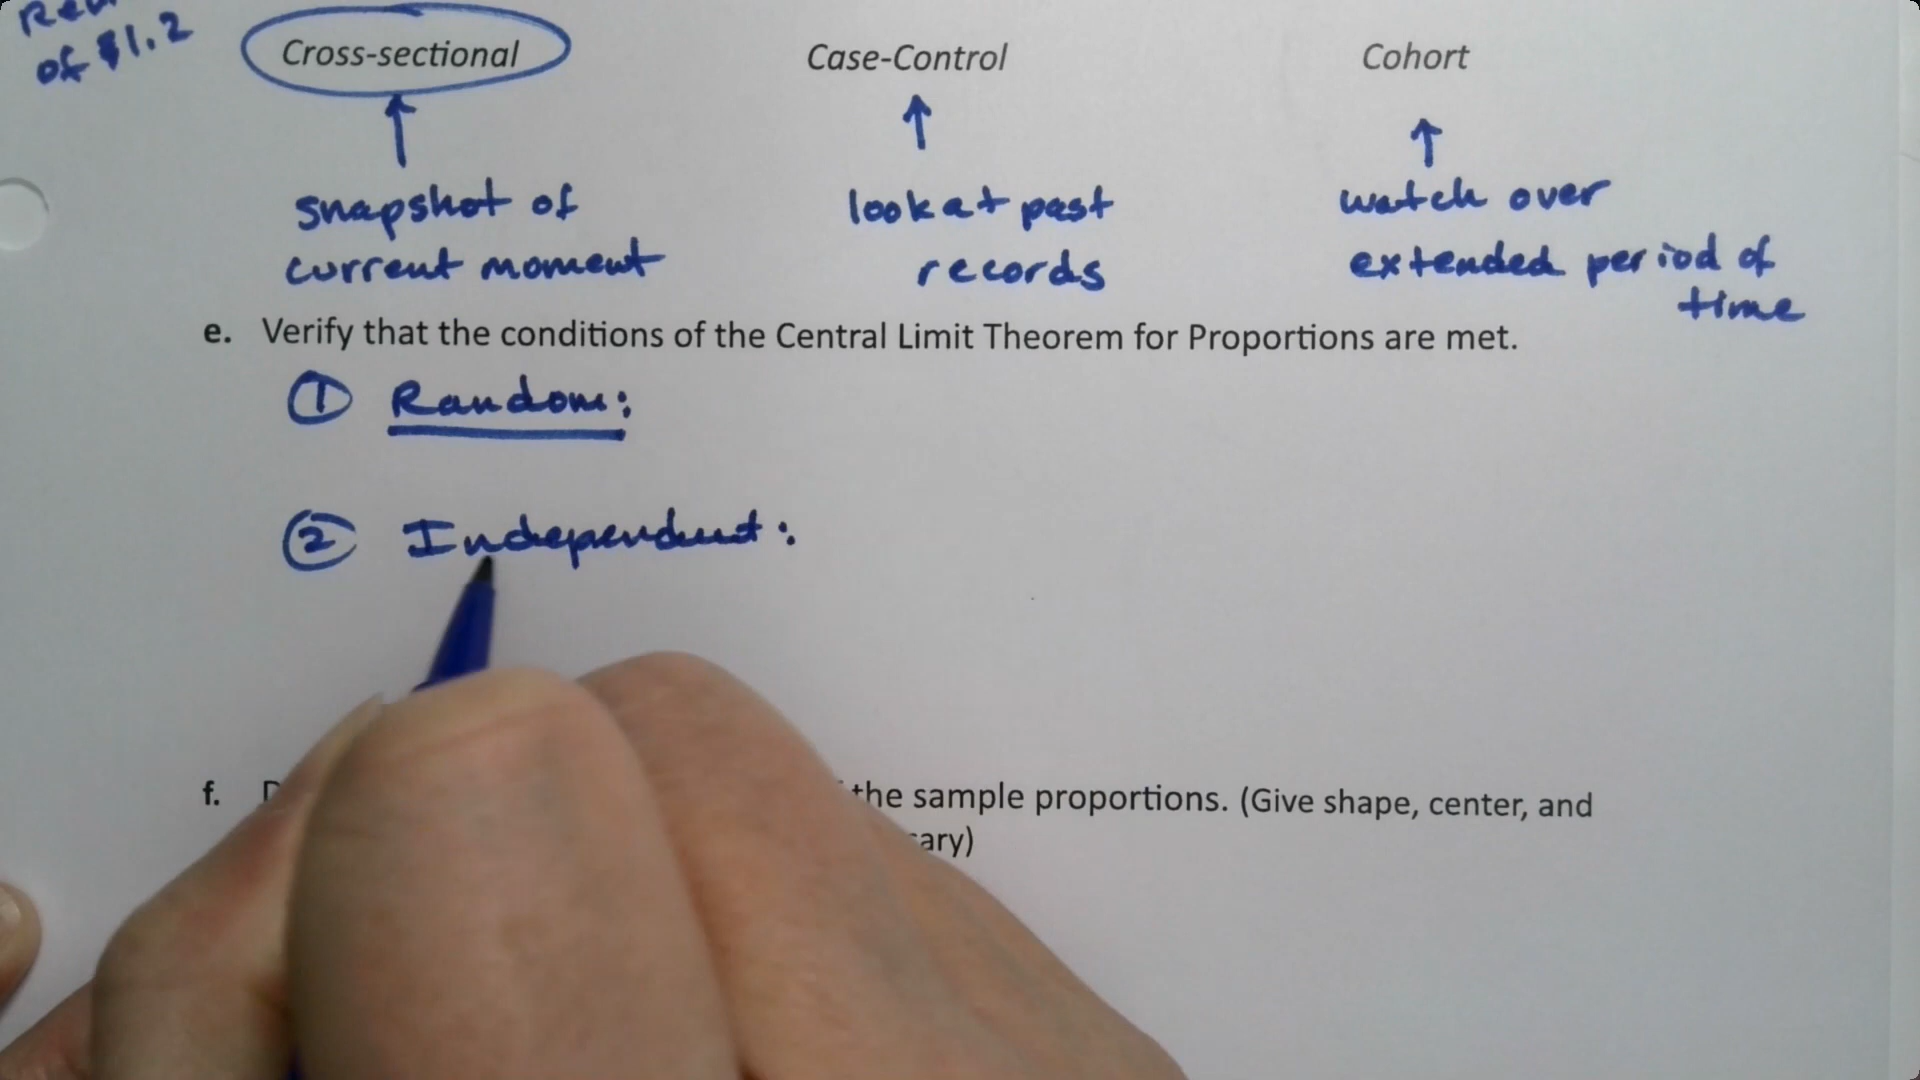 of §1.2
Cross-sectional Case-Control Cohort
snapshot of look at past watch over
current moment records extended period of
time
e. Verify that the conditions of the Central Limit Theorem for Proportions are met.
① Random:
② Independent:
f. the sample proportions. (Give shape, center, and